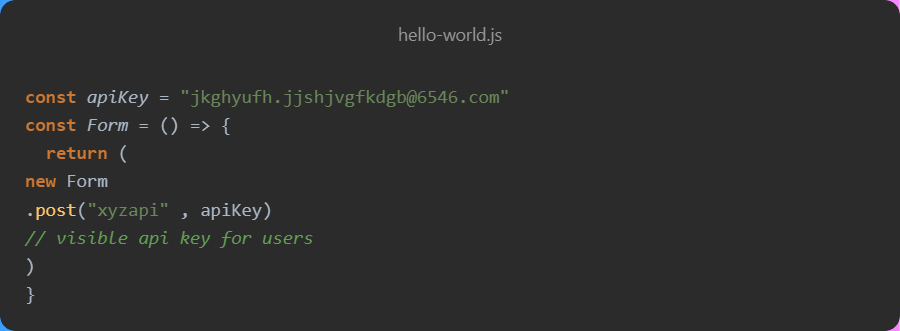 hello-world.js
const apiKey = "jkghyufh.jjshjvgfkdgb@6546.com"
const Form = () => {
  return (
new Form
.post("xyzapi" , apiKey)
// visible api key for users
)
}